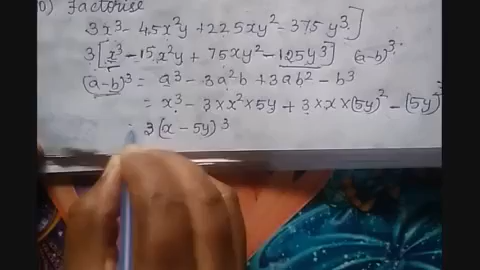 D) Factorise
3x³ - 45x²y + 225xy² - 375y³]
3[x³ - 15x²y + 75xy² - 125y³] (a-b)³
(a-b)³ = a³ - 3a²b + 3ab² - b³
= x³ - 3×x²×5y + 3×x×(5y)² - (5y)³
= 3(x - 5y)³